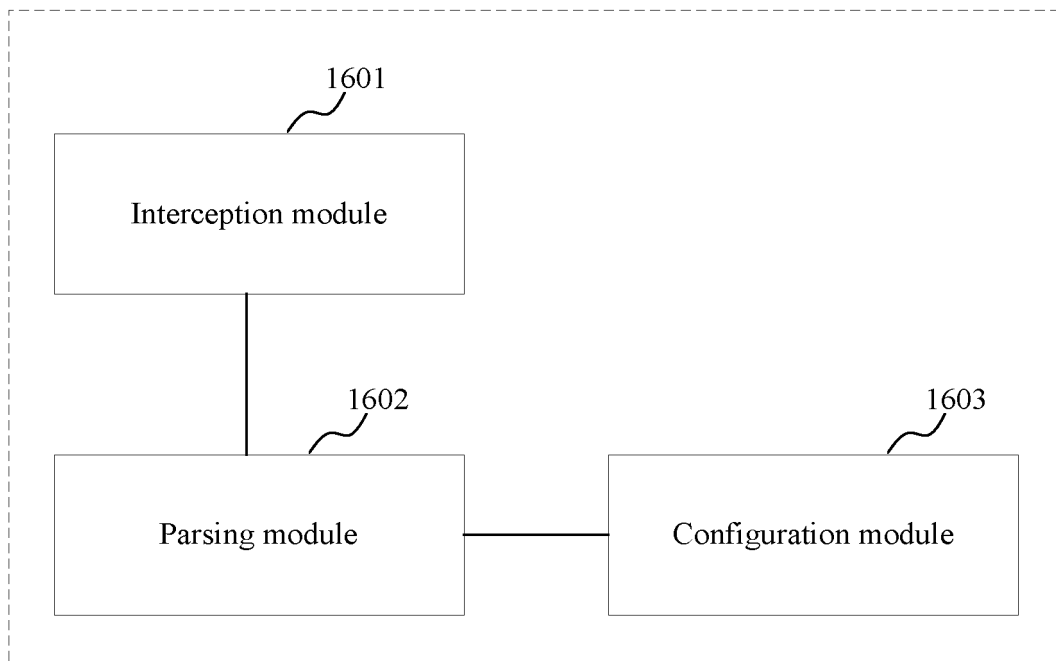 1601
Interception module
1602
1603
Parsing module
Configuration module